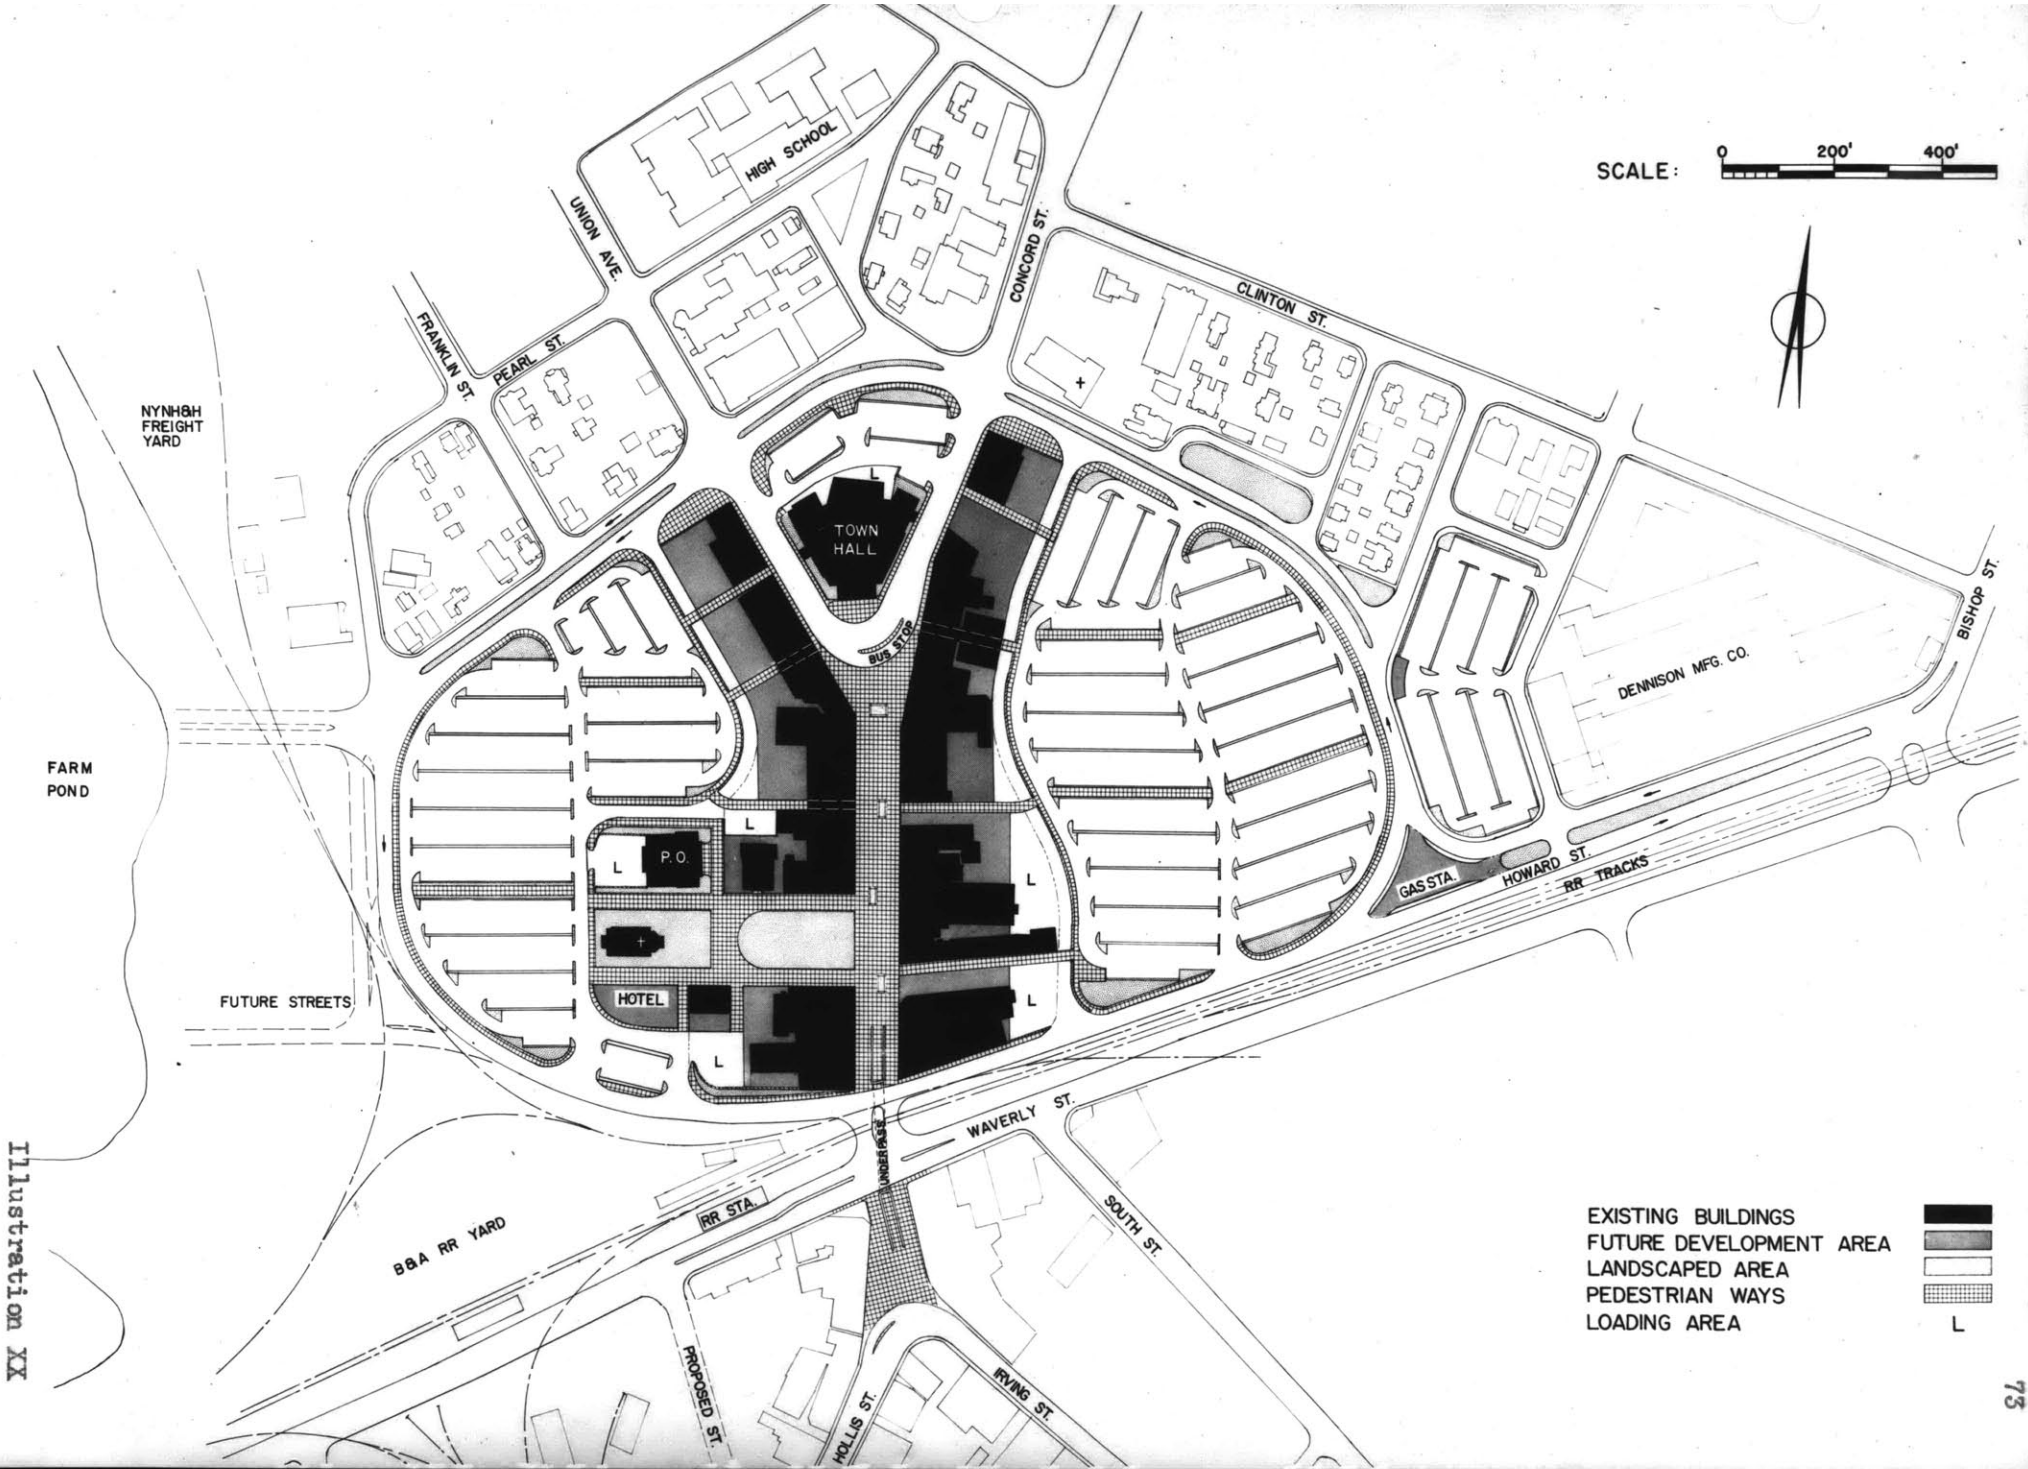 HIGH SCHOOL
SCALE:
0 200' 400'
UNION AVE.
CONCORD ST.
CLINTON ST.
FRANKLIN ST.
PEARL ST.
NYNH&H
FREIGHT
YARD
L
TOWN
HALL
BUS STOP
BISHOP ST.
DENNISON MFG. CO.
FARM
POND
L
P.O.
L
L
GAS STA.
HOWARD ST.
RR TRACKS
FUTURE STREETS
HOTEL
L
L
UNDERPASS
WAVERLY ST.
SOUTH ST.
RR STA.
B&A RR YARD
PROPOSED ST.
HOLLIS ST.
IRVING ST.
EXISTING BUILDINGS
FUTURE DEVELOPMENT AREA
LANDSCAPED AREA
PEDESTRIAN WAYS
LOADING AREA L
Illustration XX
73